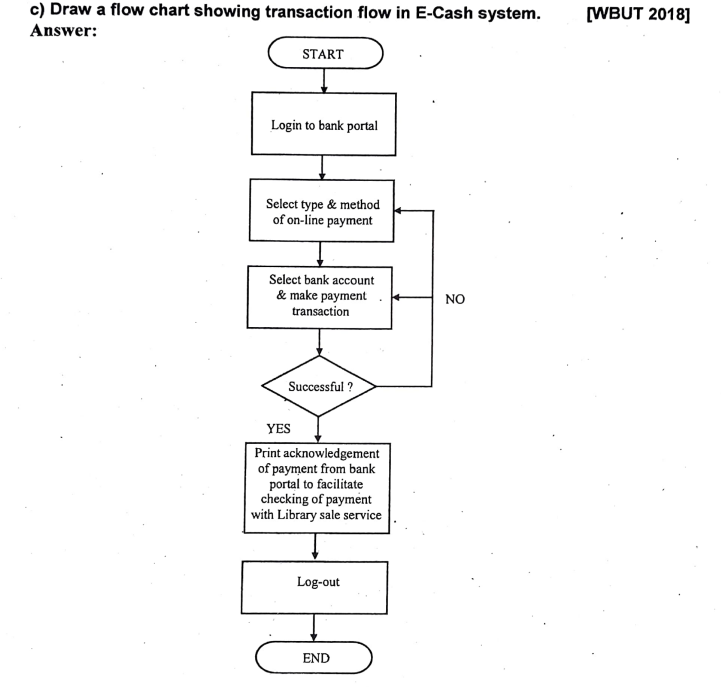 c) Draw a flow chart showing transaction flow in E-Cash system. [WBUT 2018]
Answer:
START
Login to bank portal
Select type & method
of on-line payment
Select bank account
& make payment
transaction
NO
Successful ?
YES
Print acknowledgement
of payment from bank
portal to facilitate
checking of payment
with Library sale service
Log-out
END